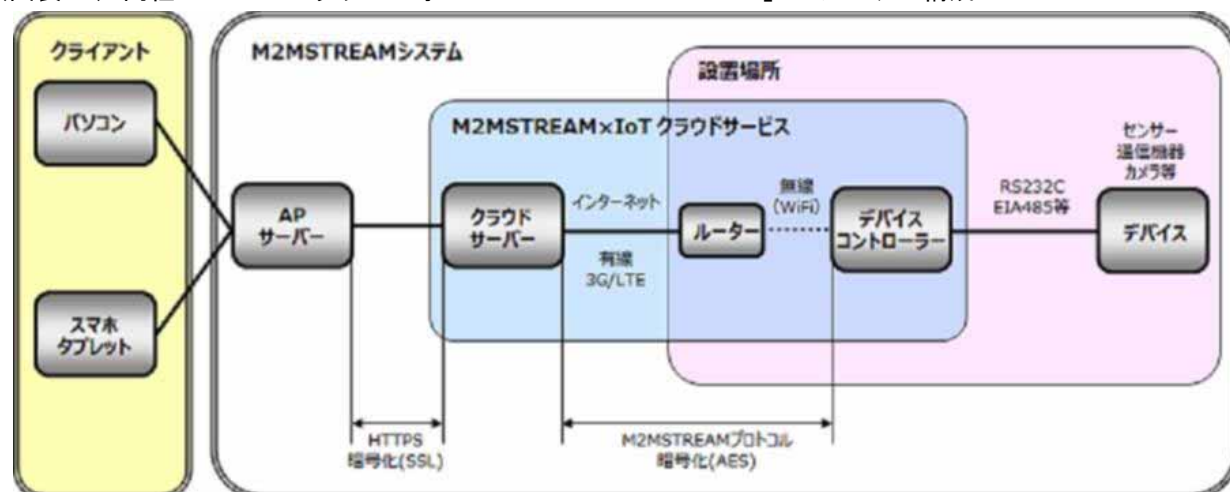 クライアント
パソコン
スマホ
タブレット
M2MSTREAMシステム
AP
サーバー
M2MSTREAM×IoTクラウドサービス
クラウド
サーバー
インターネット
有線
3G/LTE
ルーター
無線
(WiFi)
デバイス
コントローラー
設置場所
RS232C
EIA485等
センサー
通信機器
カメラ等
デバイス
HTTPS
暗号化(SSL)
M2MSTREAMプロトコル
暗号化(AES)